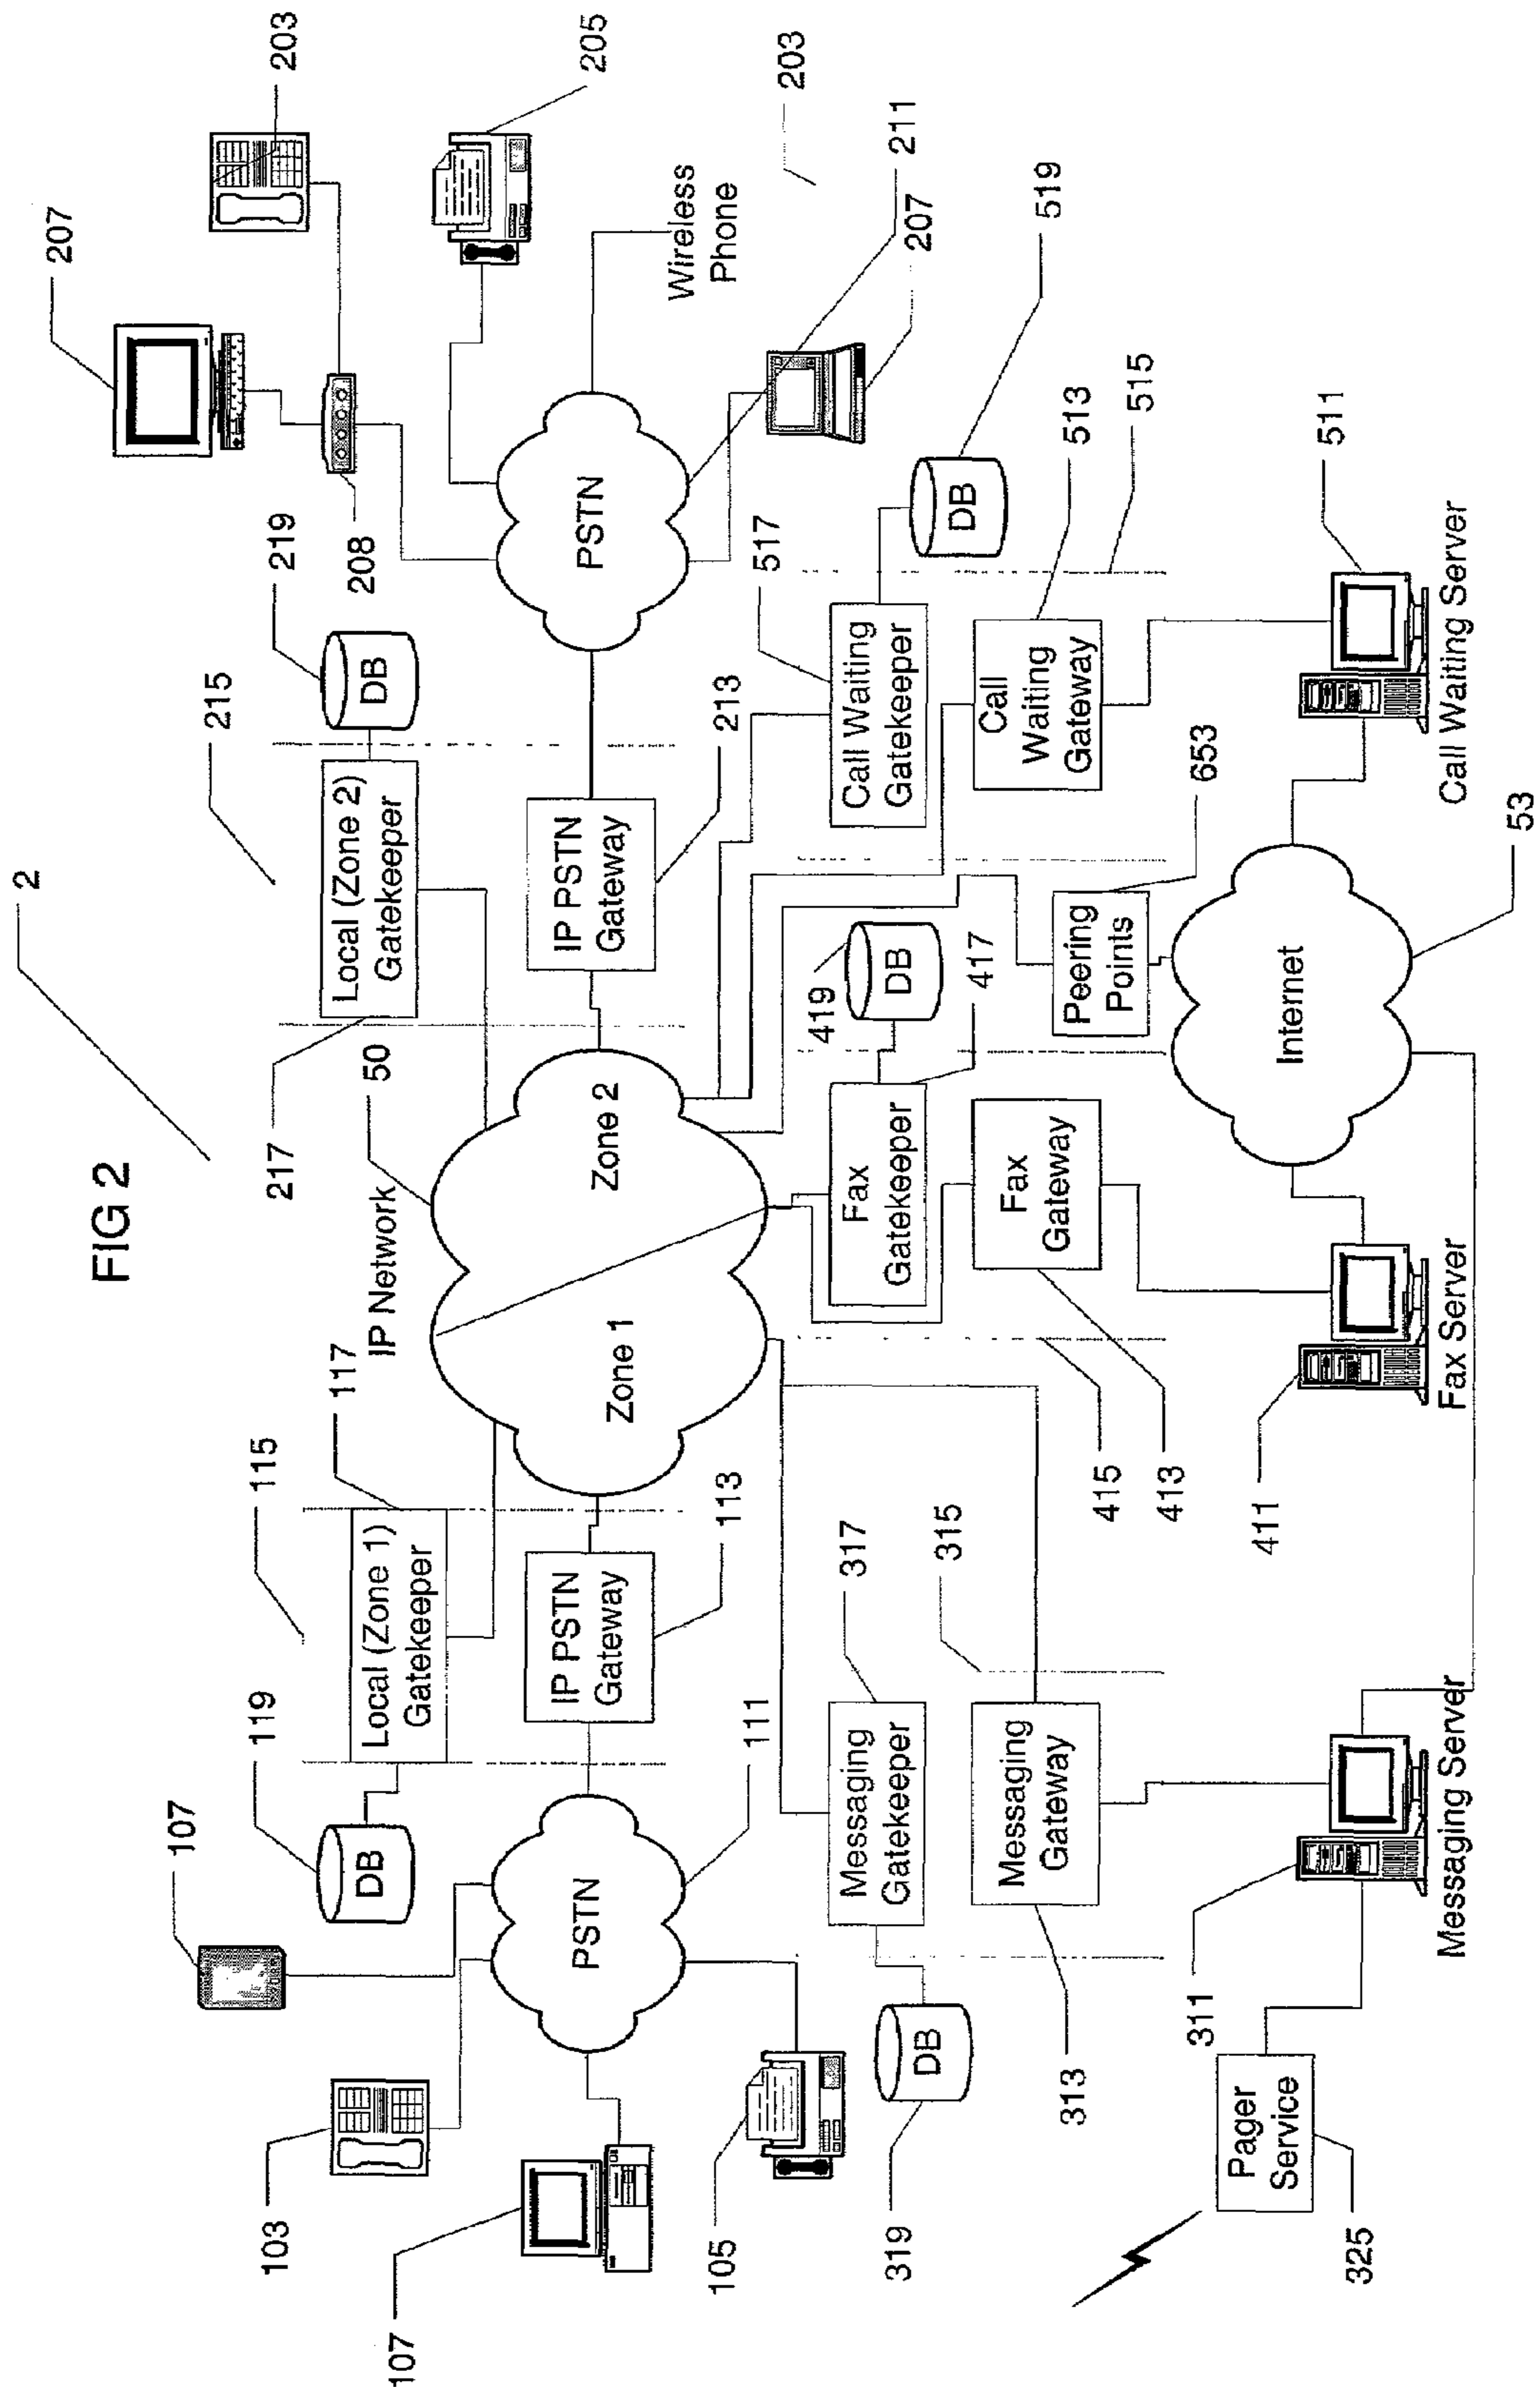 FIG 2
2
107
103
107
105
119
115
117
111
113
PSTN
DB
Local (Zone 1)
Gatekeeper
IP PSTN
Gateway
IP Network
50
Zone 1
Zone 2
217
215
219
Local (Zone 2)
Gatekeeper
DB
IP PSTN
Gateway
213
PSTN
208
207
203
205
Wireless
Phone
203
211
207
319
DB
Messaging
Gatekeeper
317
Messaging
Gateway
313
315
Fax
Gatekeeper
419
DB
417
Fax
Gateway
415
413
Call Waiting
Gatekeeper
517
DB
519
Call
Waiting
Gateway
513
515
Peering
Points
653
Internet
53
Pager
Service
325
311
Messaging Server
411
Fax Server
511
Call Waiting Server